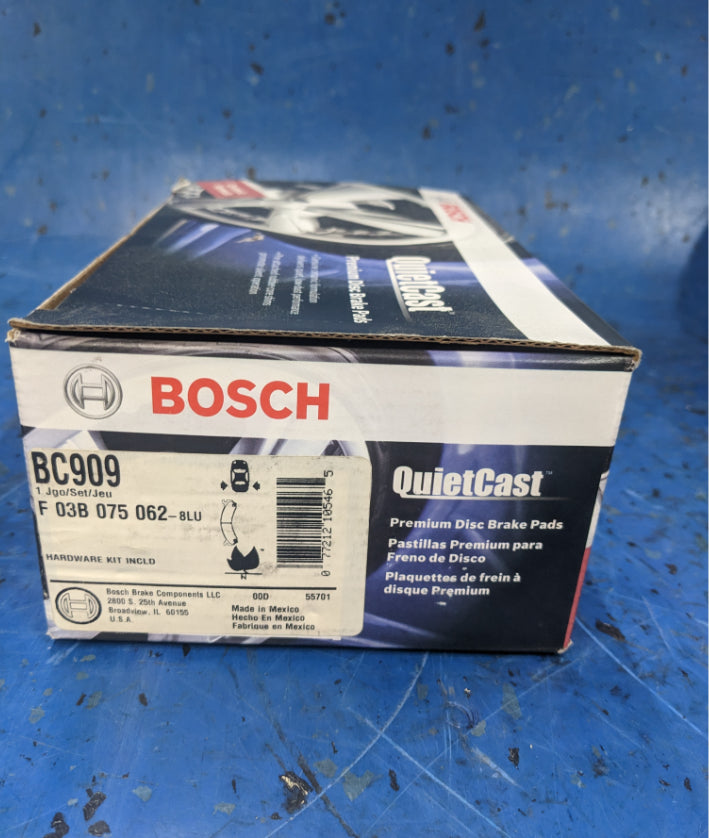 BOSCH
QuietCast
Premium Disc Brake Pads
BOSCH
BC909
1 Jgo/Set/Jeu
F 03B 075 062-8LU
HARDWARE KIT INCLD
N
0 77212 10546 5
Bosch Brake Components LLC
2800 S. 25th Avenue
Broadview, IL 60155
U.S.A.
00D 55701
Made in Mexico
Hecho En Mexico
Fabrique en Mexico
QuietCast™
Premium Disc Brake Pads
Pastillas Premium para
Freno de Disco
Plaquettes de frein à
disque Premium